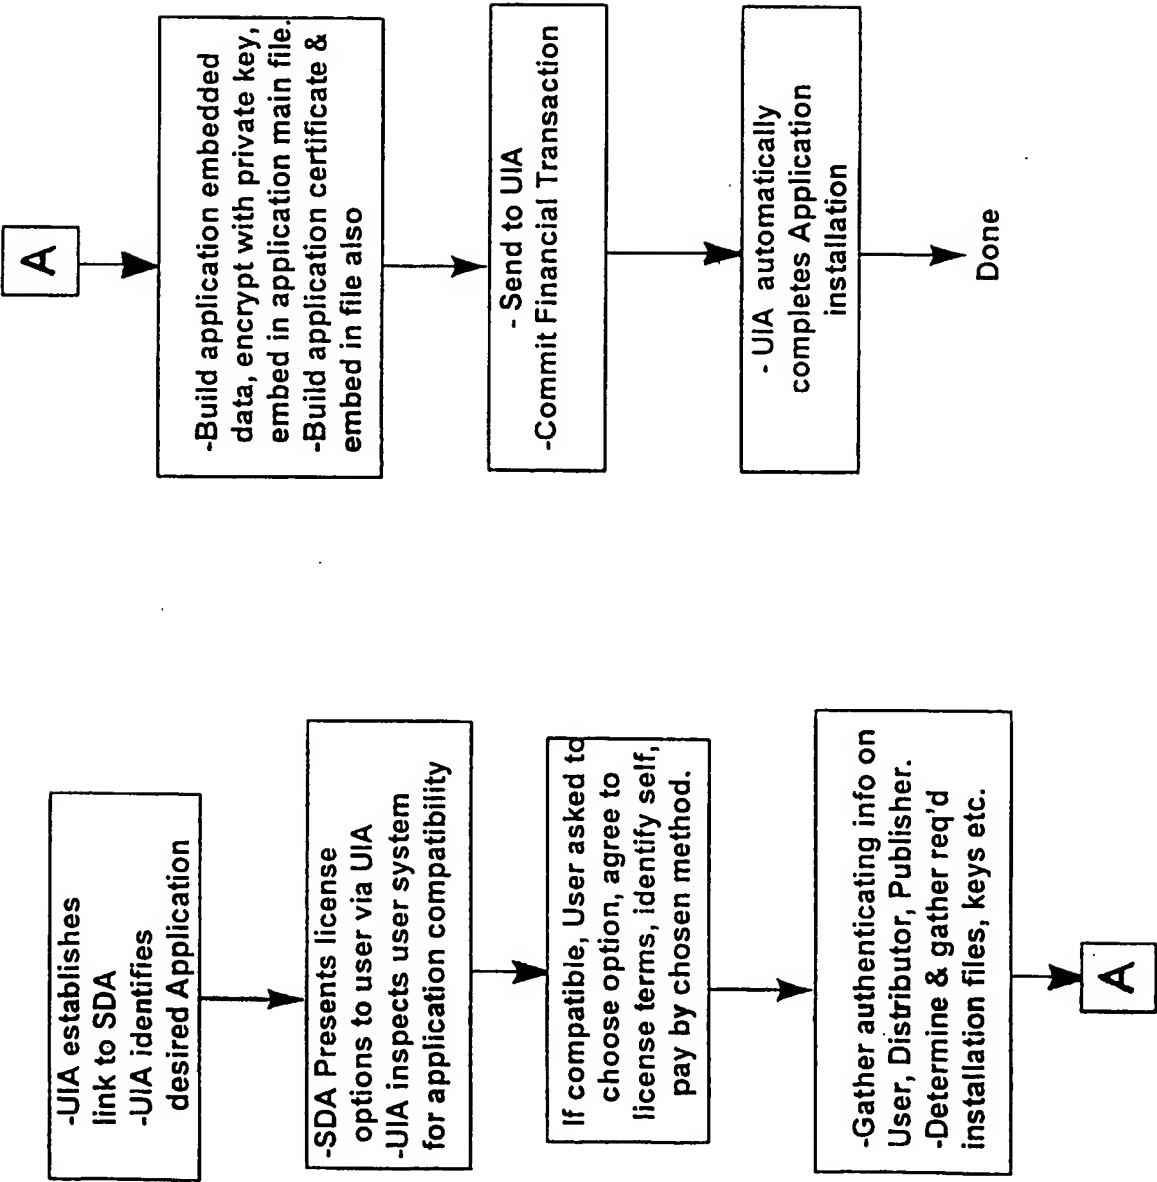 -UIA establishes
link to SDA
-UIA identifies
desired Application
-SDA Presents license
options to user via UIA
-UIA inspects user system
for application compatibility
If compatible, User asked to
choose option, agree to
license terms, identify self,
pay by chosen method.
-Gather authenticating info on
User, Distributor, Publisher.
-Determine & gather req'd
installation files, keys etc.
A
A
-Build application embedded
data, encrypt with private key,
embed in application main file.
-Build application certificate &
embed in file also
- Send to UIA
-Commit Financial Transaction
- UIA automatically
completes Application
installation
Done